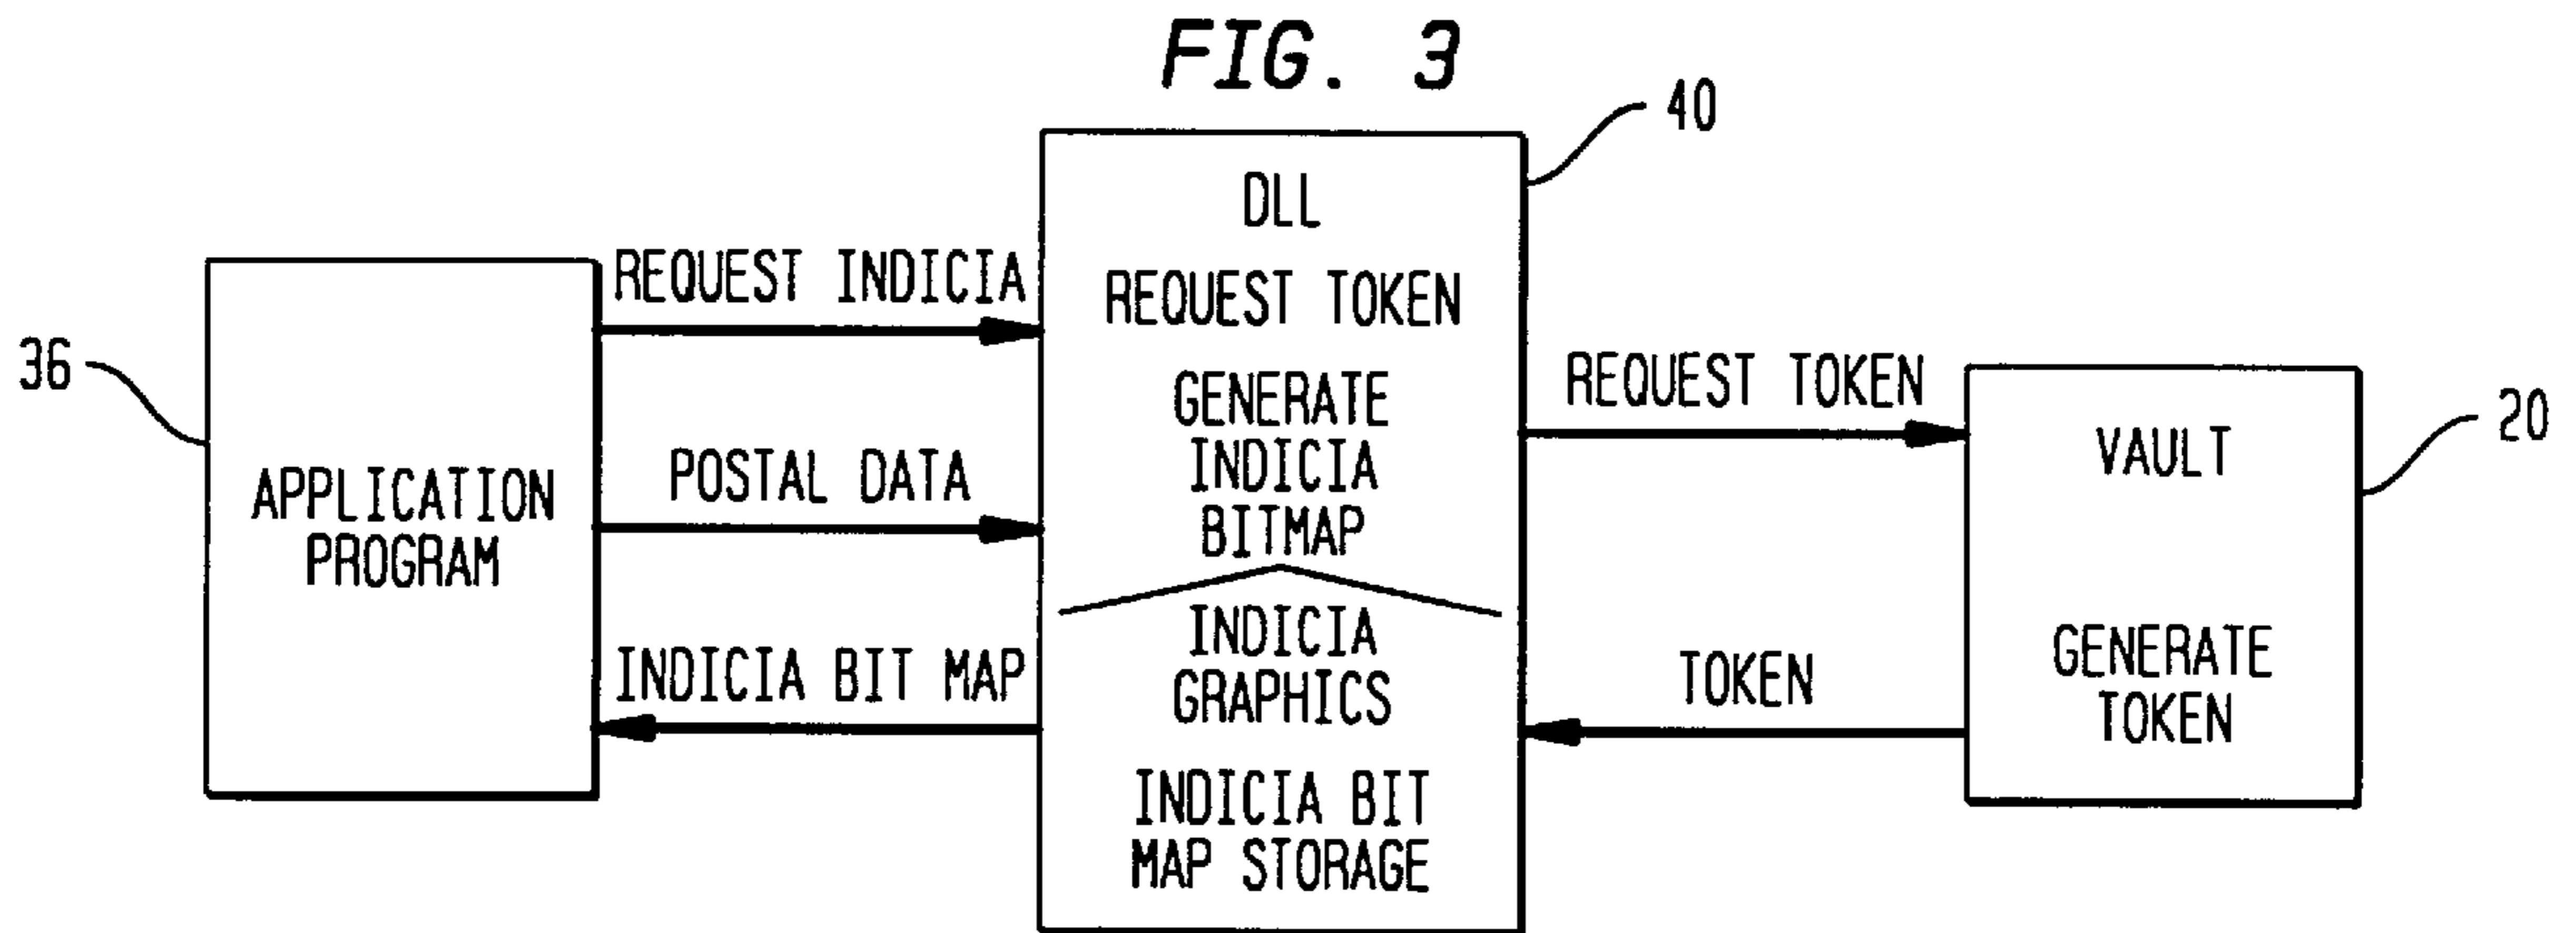 FIG. 3
40
DLL
REQUEST TOKEN
GENERATE
INDICIA
BITMAP
INDICIA
GRAPHICS
INDICIA BIT
MAP STORAGE
36
APPLICATION
PROGRAM
REQUEST INDICIA
POSTAL DATA
INDICIA BIT MAP
REQUEST TOKEN
TOKEN
20
VAULT
GENERATE
TOKEN